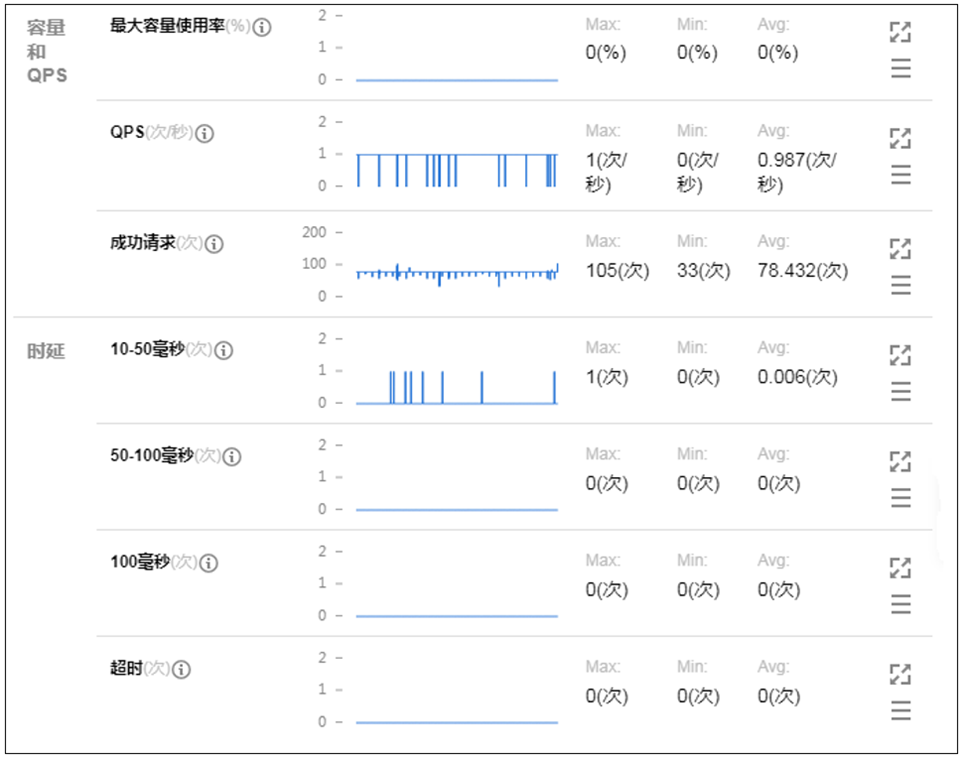 容量
和
QPS
最大容量使用率(%)
2
1
0
Max:
Min:
Avg:
0(%)
0(%)
0(%)
QPS(次/秒)
2
1
0
Max:
Min:
Avg:
1(次/
秒)
0(次/
秒)
0.987(次/
秒)
成功请求(次)
200
100
0
Max:
Min:
Avg:
105(次)
33(次)
78.432(次)
时延
10-50毫秒(次)
2
1
0
Max:
Min:
Avg:
1(次)
0(次)
0.006(次)
50-100毫秒(次)
2
1
0
Max:
Min:
Avg:
0(次)
0(次)
0(次)
100毫秒(次)
2
1
0
Max:
Min:
Avg:
0(次)
0(次)
0(次)
超时(次)
2
1
0
Max:
Min:
Avg:
0(次)
0(次)
0(次)